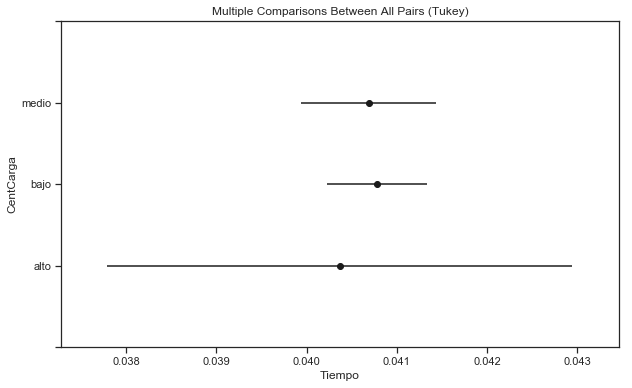 Multiple Comparisons Between All Pairs (Tukey)
medio
bajo
alto
CentCarga
0.038 0.039 0.040 0.041 0.042 0.043
Tiempo